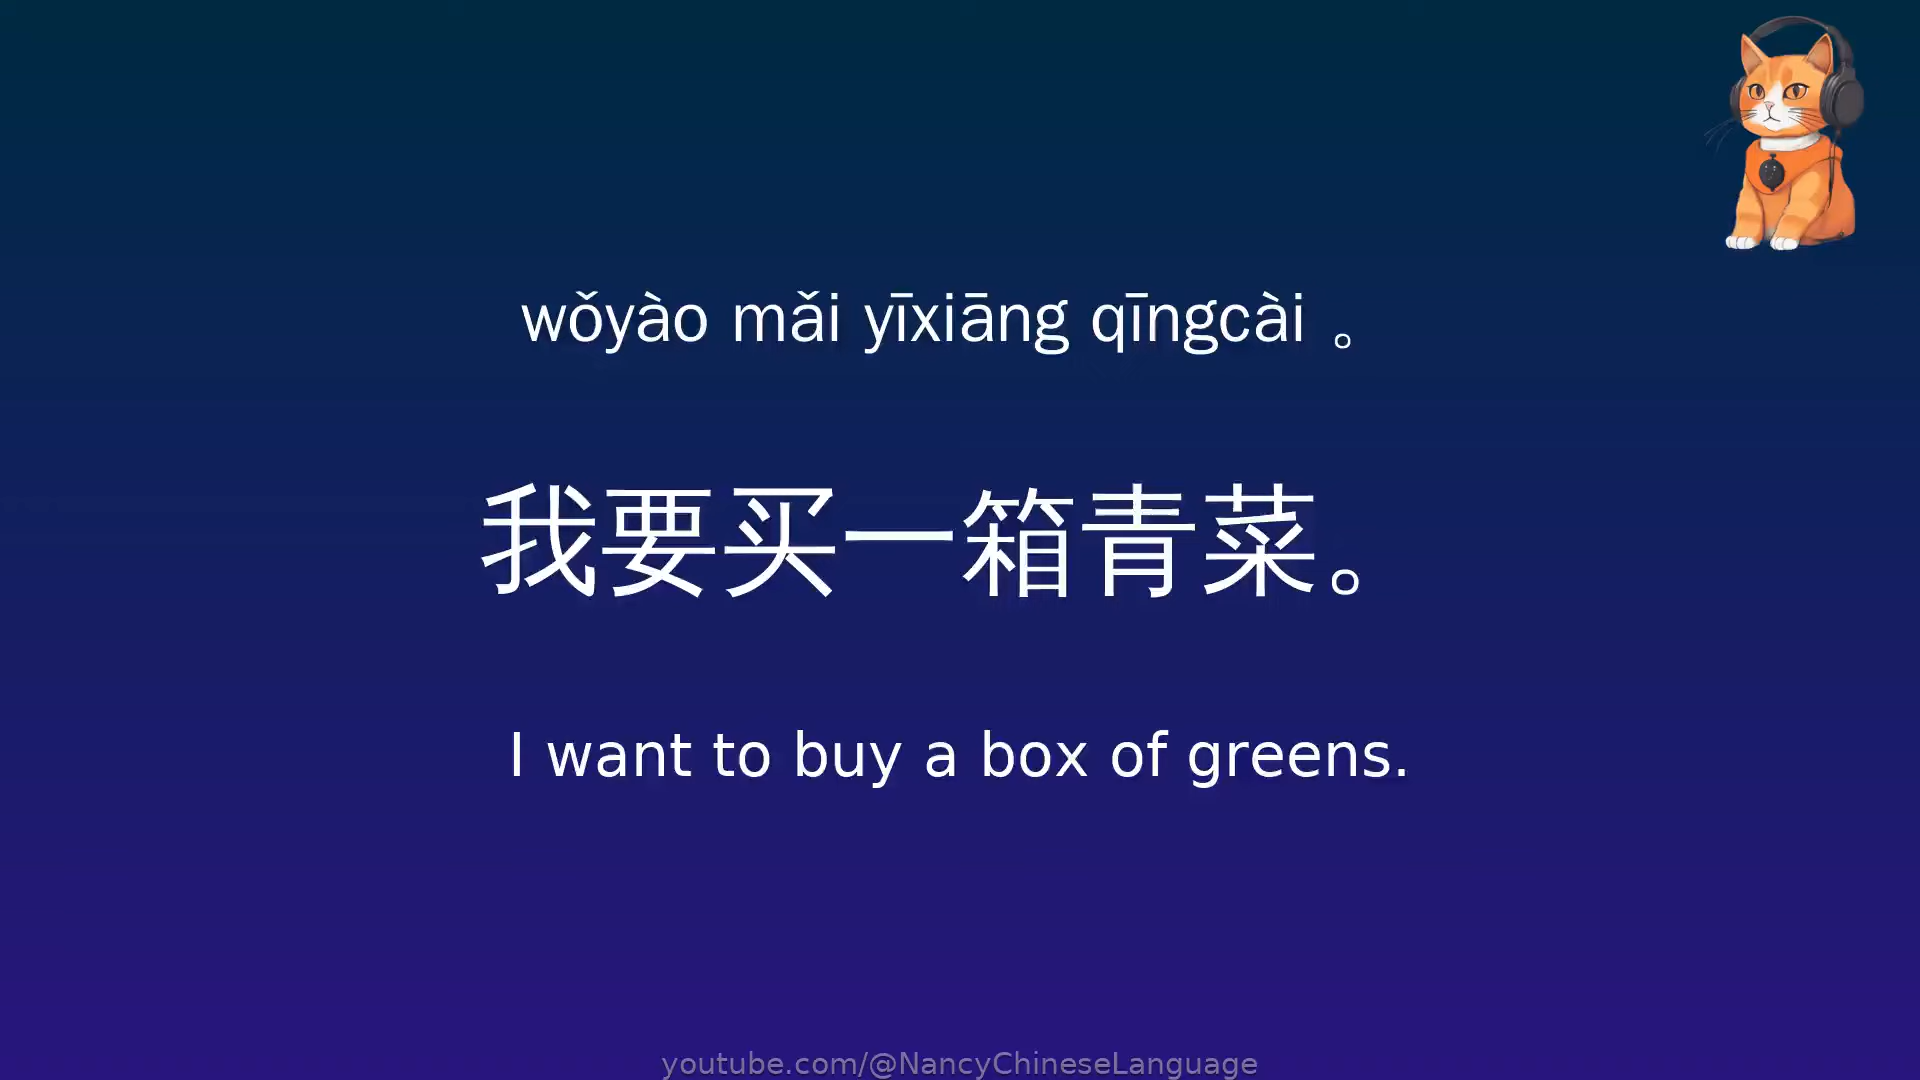 wǒyào mǎi yīxiāng qīngcài 。
我要买一箱青菜。
I want to buy a box of greens.
youtube.com/@NancyChineseLanguage